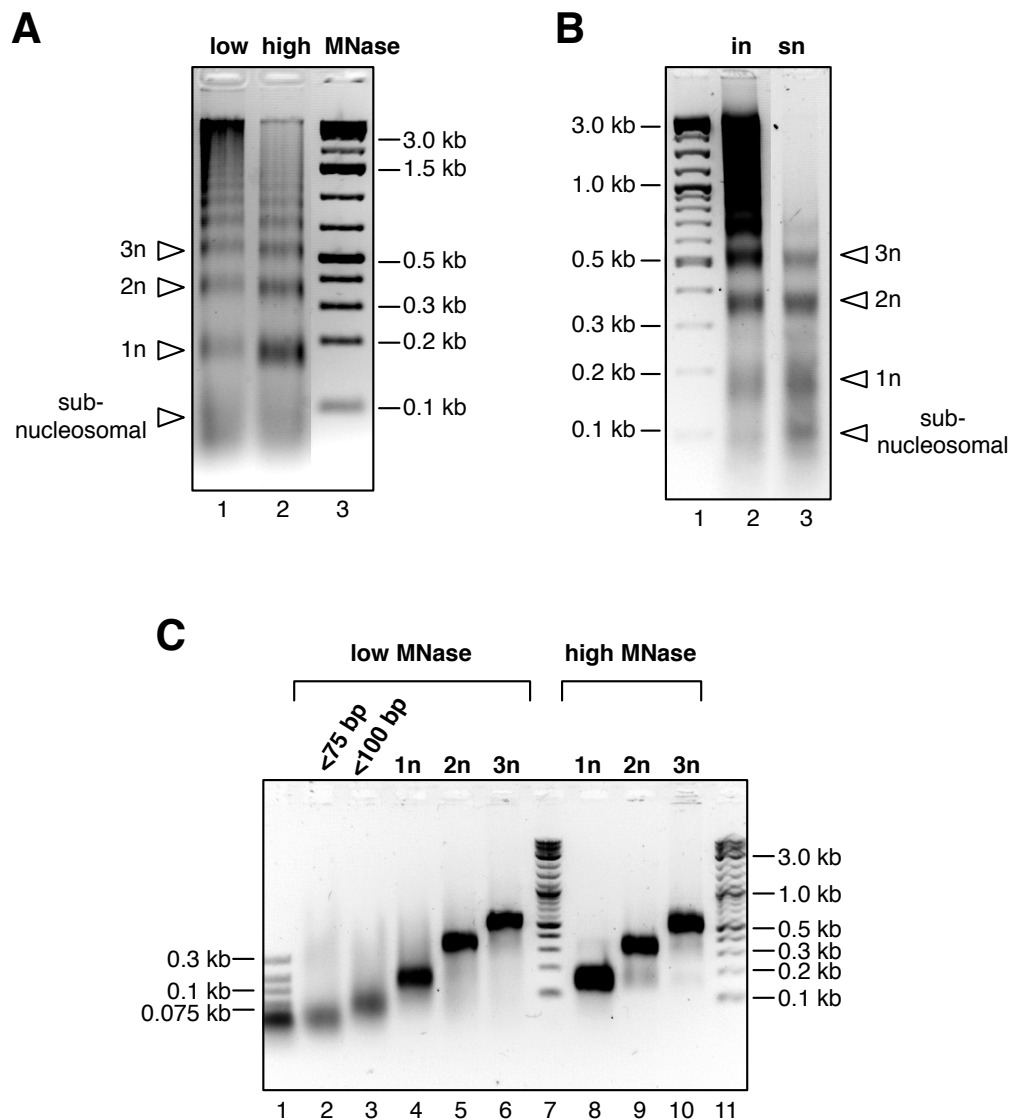 A
low high MNase
3.0 kb
1.5 kb
3n
0.5 kb
2n
0.3 kb
1n
0.2 kb
sub-
nucleosomal
0.1 kb
1 2 3
B
in sn
3.0 kb
1.0 kb
0.5 kb
3n
2n
0.3 kb
0.2 kb
1n
0.1 kb
sub-
nucleosomal
1 2 3
C
low MNase high MNase
<75 bp <100 bp 1n 2n 3n 1n 2n 3n
3.0 kb
1.0 kb
0.5 kb
0.3 kb
0.2 kb
0.1 kb
0.3 kb
0.1 kb
0.075 kb
1 2 3 4 5 6 7 8 9 10 11